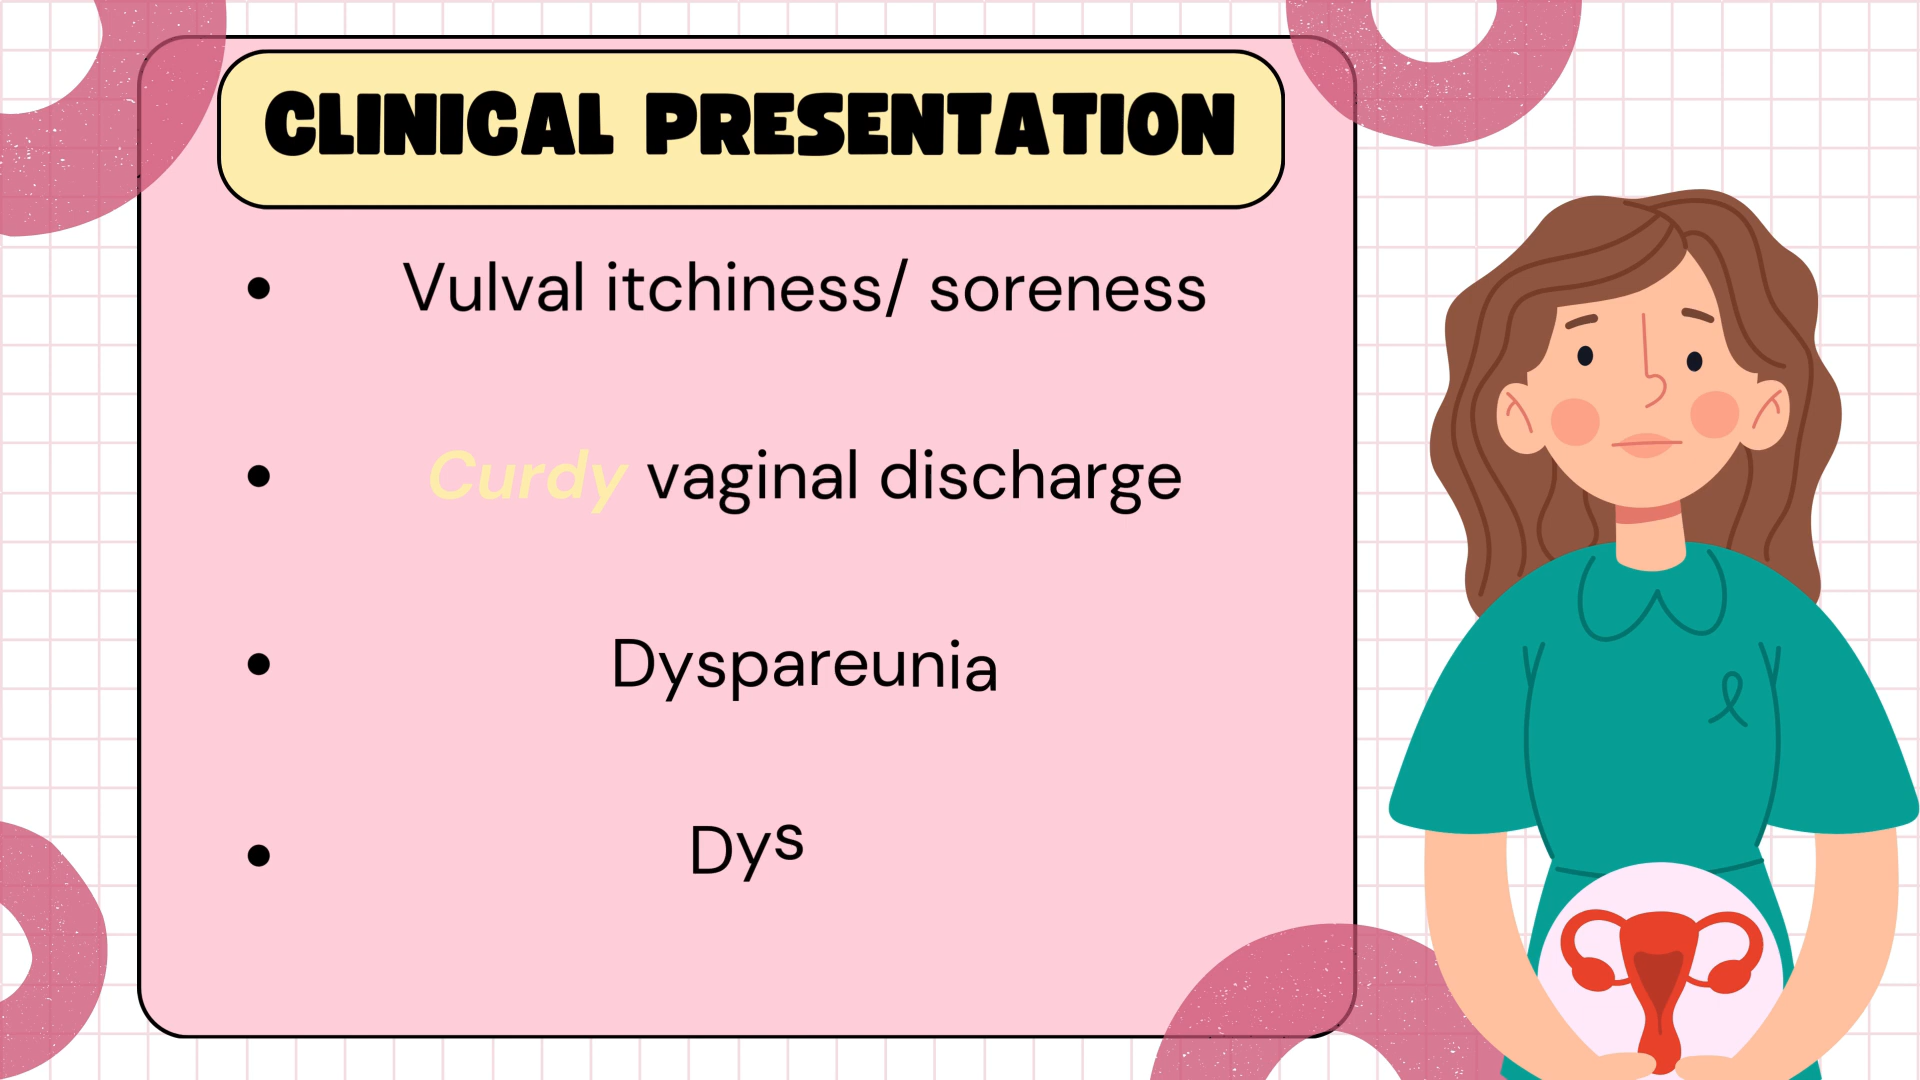 CLINICAL PRESENTATION
• Vulval itchiness/ soreness
• Curdy vaginal discharge
• Dyspareunia
• Dys